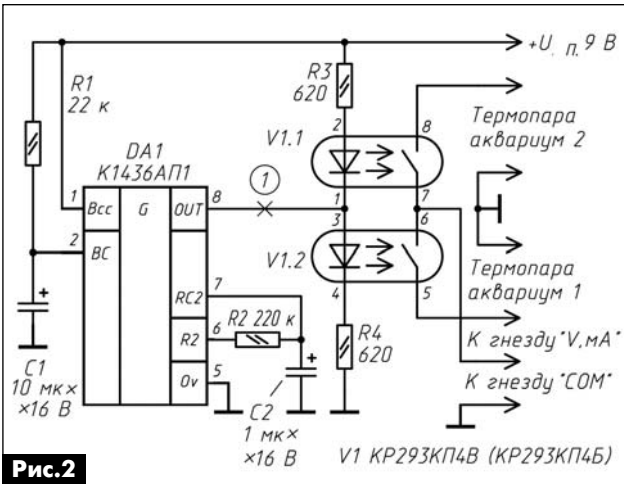 +U. п. 9 В
R1
22 к
R3
620
2
8
V1.1
Термопара
аквариум 2
DA1
К1436АП1
1
1
Bcc
G
OUT
8
1
7
3
6
2
BC
V1.2
Термопара
аквариум 1
RC2
7
4
5
R2
6
R2 220 к
R4
620
К гнезду "V,мА"
C1
10 мк×
×16 В
0v
5
К гнезду "COM"
C2
1 мк×
×16 В
V1 КР293КП4В (КР293КП4Б)
Рис.2